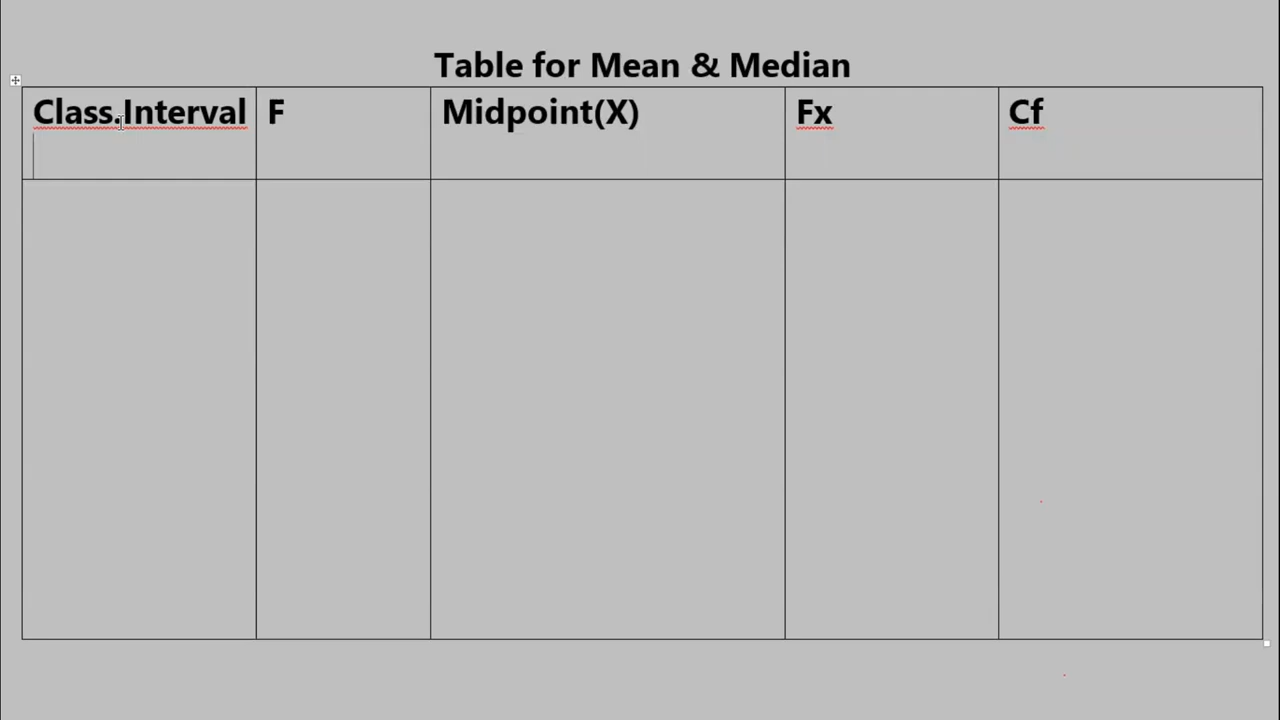 Table for Mean & Median
Class.Interval F Midpoint(X) Fx Cf